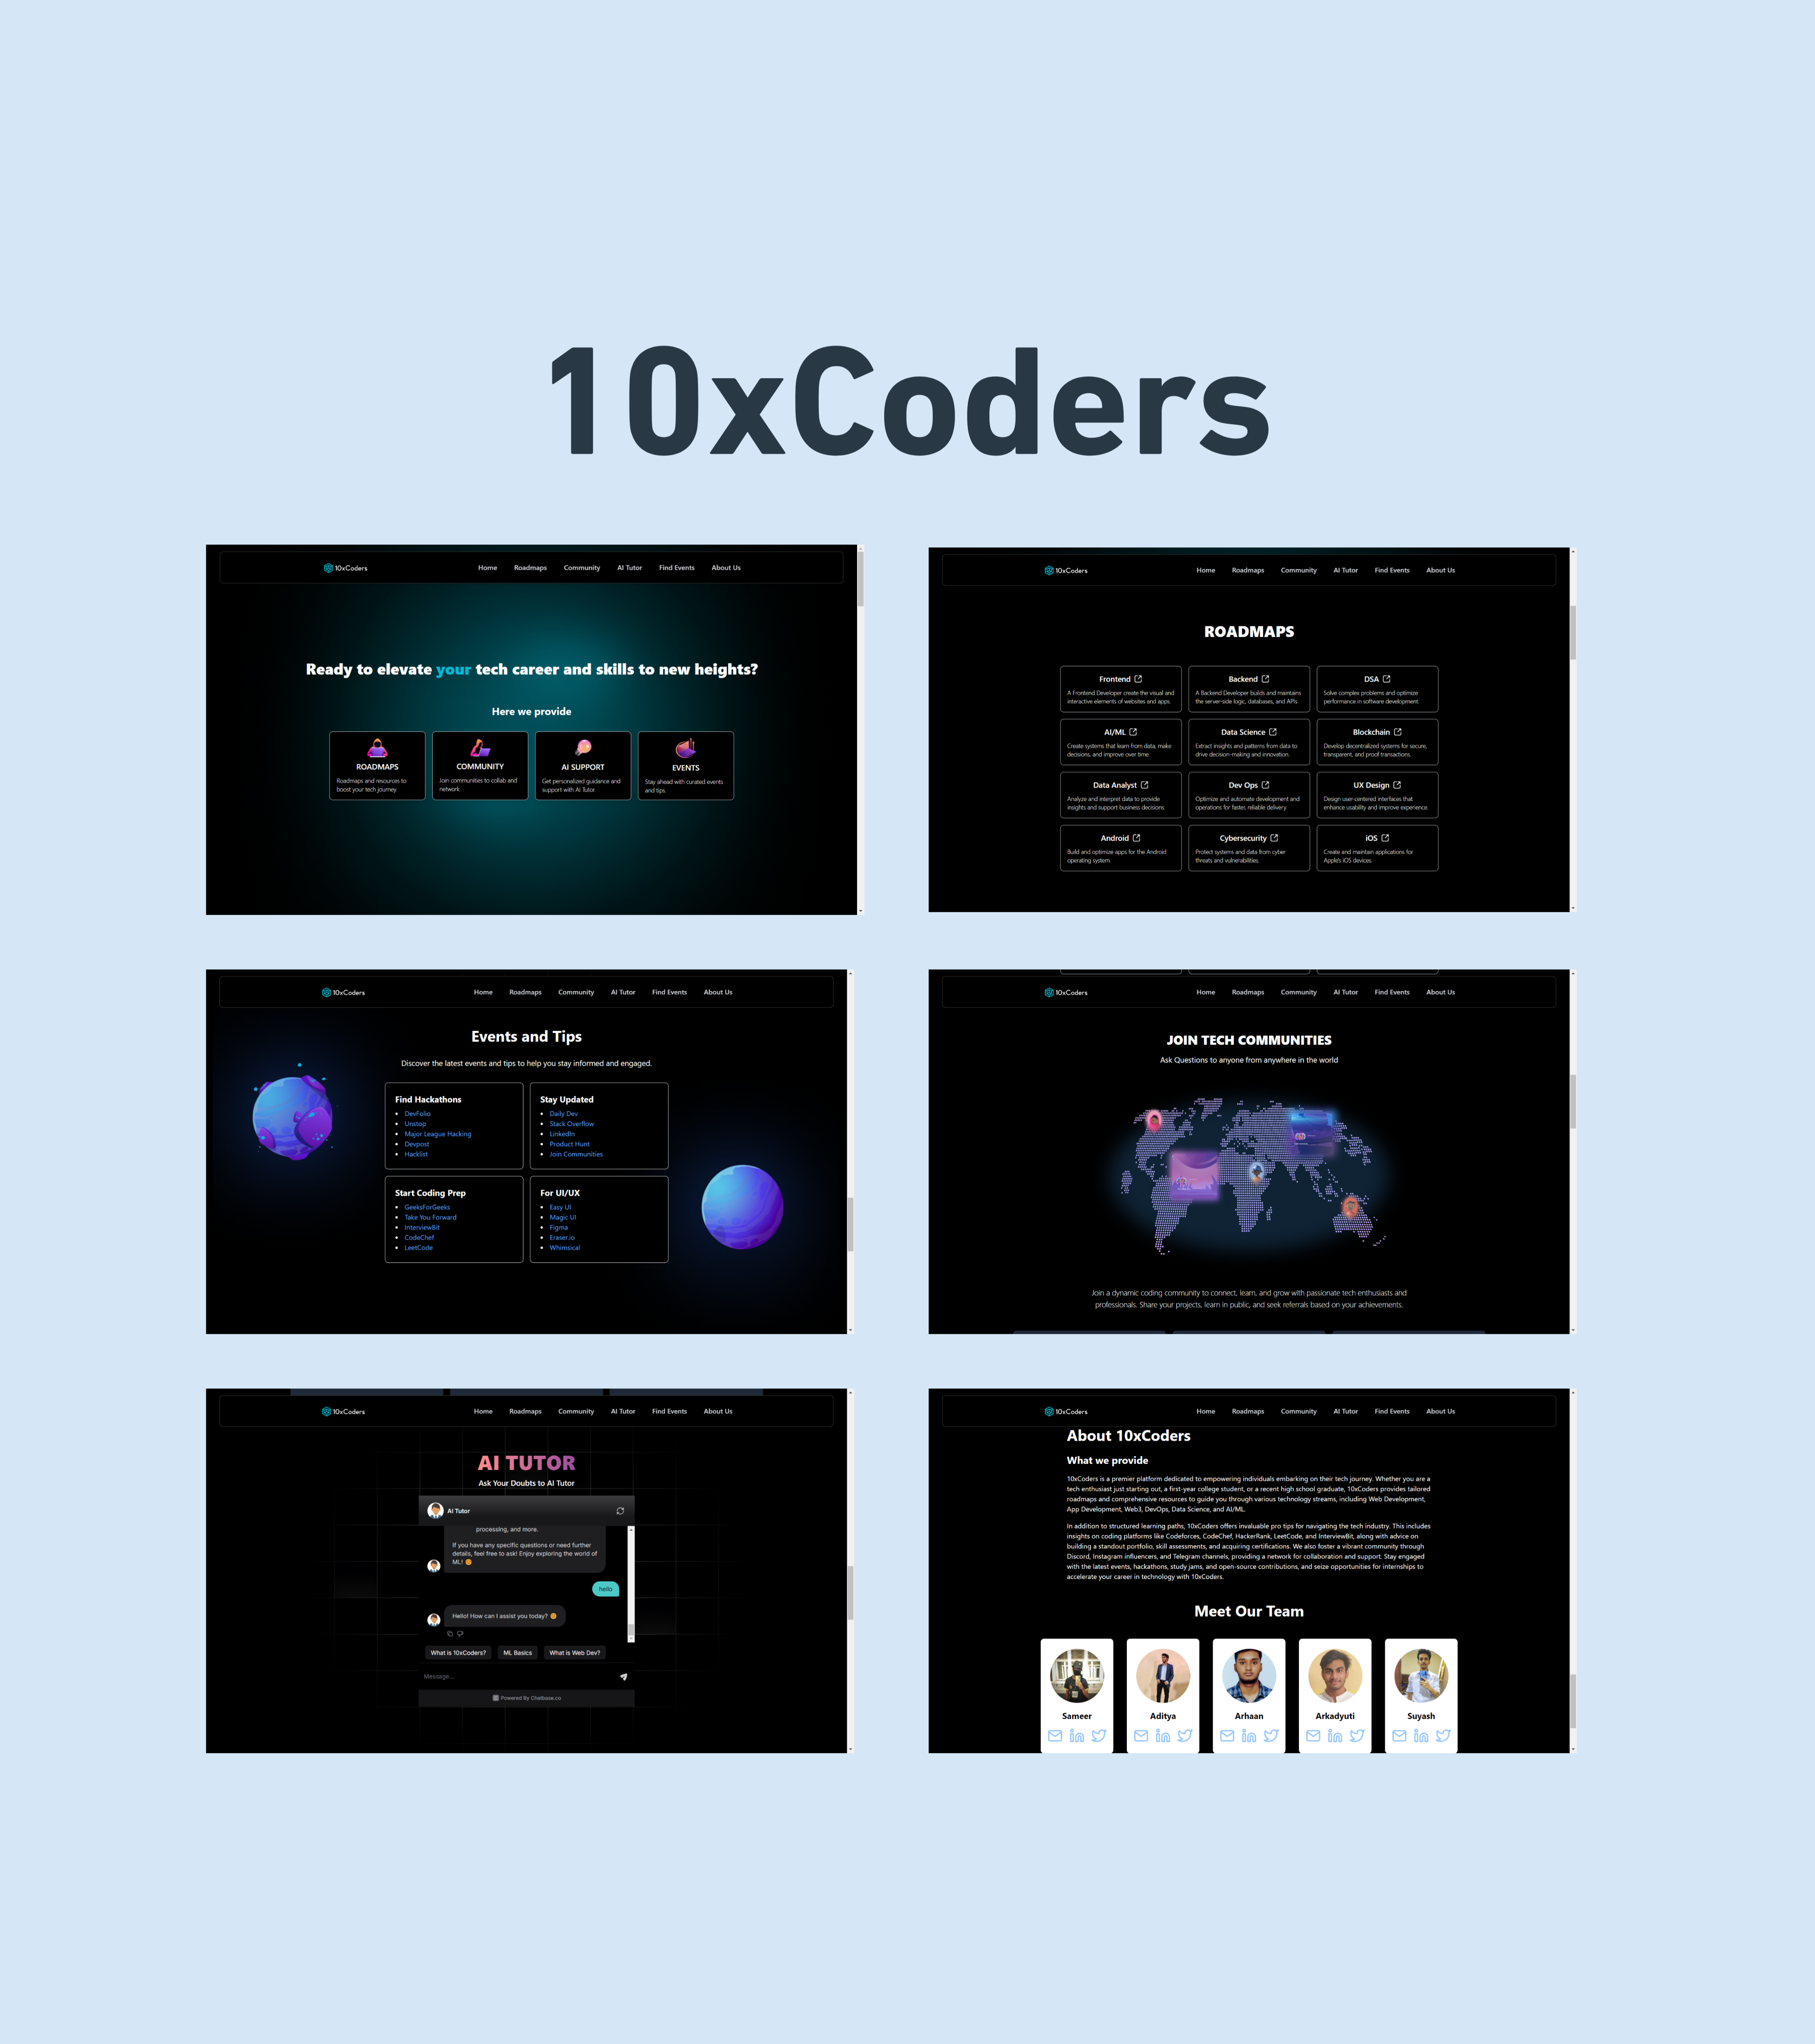 10xCoders
10xCoders Home Roadmaps Community AI Tutor Find Events About Us
Ready to elevate your tech career and skills to new heights?
Here we provide
ROADMAPS
Roadmaps and resources to
boost your tech journey
COMMUNITY
Join communities to collab and
network.
AI SUPPORT
Get personalized guidance and
support with AI Tutor
EVENTS
Stay ahead with curated events
and tips.
10xCoders Home Roadmaps Community AI Tutor Find Events About Us
ROADMAPS
Frontend
A Frontend Developer create the visual and
interactive elements of websites and apps.
Backend
A Backend Developer builds and maintains
the server-side logic, databases, and APIs.
DSA
Solve complex problems and optimize
performance in software development.
AI/ML
Create systems that learn from data, make
decisions, and improve over time.
Data Science
Extract insights and patterns from data to
drive decision-making and innovation.
Blockchain
Develop decentralized systems for secure,
transparent, and proof transactions.
Data Analyst
Analyze and interpret data to provide
insights and support business decisions.
Dev Ops
Optimize and automate development and
operations for faster, reliable delivery.
UX Design
Design user-centered interfaces that
enhance usability and improve experience.
Android
Build and optimize apps for the Android
operating system.
Cybersecurity
Protect systems and data from cyber
threats and vulnerabilities.
iOS
Create and maintain applications for
Apple's iOS devices.
10xCoders Home Roadmaps Community AI Tutor Find Events About Us
Events and Tips
Discover the latest events and tips to help you stay informed and engaged.
Find Hackathons
DevFolio
Unstop
Major League Hacking
Devpost
Hacklist
Stay Updated
Daily Dev
Stack Overflow
LinkedIn
Product Hunt
Join Communities
Start Coding Prep
GeeksForGeeks
Take You Forward
InterviewBit
CodeChef
LeetCode
For UI/UX
Easy UI
Magic UI
Figma
Eraser.io
Whimsical
10xCoders Home Roadmaps Community AI Tutor Find Events About Us
JOIN TECH COMMUNITIES
Ask Questions to anyone from anywhere in the world
Join a dynamic coding community to connect, learn, and grow with passionate tech enthusiasts and
professionals. Share your projects, learn in public, and seek referrals based on your achievements.
10xCoders Home Roadmaps Community AI Tutor Find Events About Us
AI TUTOR
Ask Your Doubts to AI Tutor
AI Tutor
processing, and more.
If you have any specific questions or need further
details, feel free to ask! Enjoy exploring the world of
ML! 😊
hello
Hello! How can I assist you today? 😊
What is 10xCoders? ML Basics What is Web Dev?
Message...
Powered By Chatbase.co
10xCoders Home Roadmaps Community AI Tutor Find Events About Us
About 10xCoders
What we provide
10xCoders is a premier platform dedicated to empowering individuals embarking on their tech journey. Whether you are a
tech enthusiast just starting out, a first-year college student, or a recent high school graduate, 10xCoders provides tailored
roadmaps and comprehensive resources to guide you through various technology streams, including Web Development,
App Development, Web3, DevOps, Data Science, and AI/ML.
In addition to structured learning paths, 10xCoders offers invaluable pro tips for navigating the tech industry. This includes
insights on coding platforms like Codeforces, CodeChef, HackerRank, LeetCode, and InterviewBit, along with advice on
building a standout portfolio, skill assessments, and acquiring certifications. We also foster a vibrant community through
Discord, Instagram influencers, and Telegram channels, providing a network for collaboration and support. Stay engaged
with the latest events, hackathons, study jams, and open-source contributions, and seize opportunities for internships to
accelerate your career in technology with 10xCoders.
Meet Our Team
Sameer Aditya Arhaan Arkadyuti Suyash